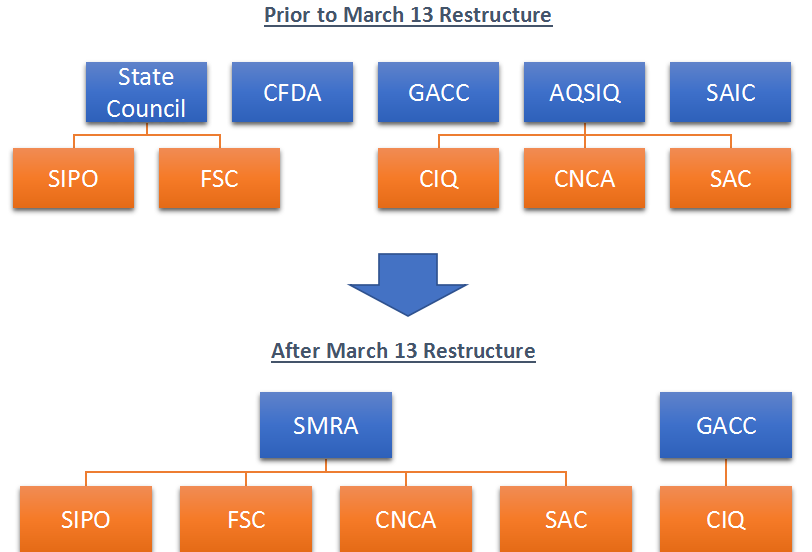 Prior to March 13 Restructure
State
Council
CFDA
GACC
AQSIQ
SAIC
SIPO
FSC
CIQ
CNCA
SAC
After March 13 Restructure
SMRA
GACC
SIPO
FSC
CNCA
SAC
CIQ